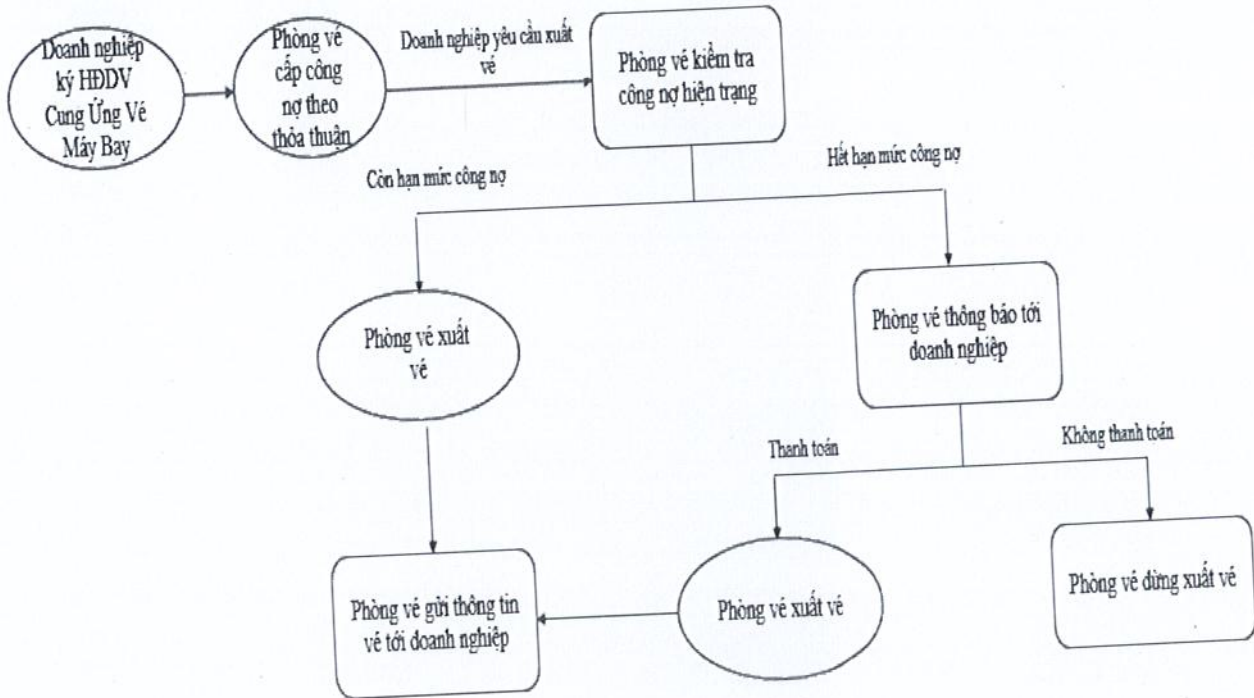 Doanh nghiệp
ký HĐDV
Cung Ứng Vé
Máy Bay
Phòng vé
cấp công
nợ theo
thỏa thuận
Doanh nghiệp yêu cầu xuất
vé
Phòng vé kiểm tra
công nợ hiện trạng
Còn hạn mức công nợ
Hết hạn mức công nợ
Phòng vé xuất
vé
Phòng vé thông báo tới
doanh nghiệp
Thanh toán
Không thanh toán
Phòng vé gửi thông tin
vé tới doanh nghiệp
Phòng vé xuất vé
Phòng vé dừng xuất vé